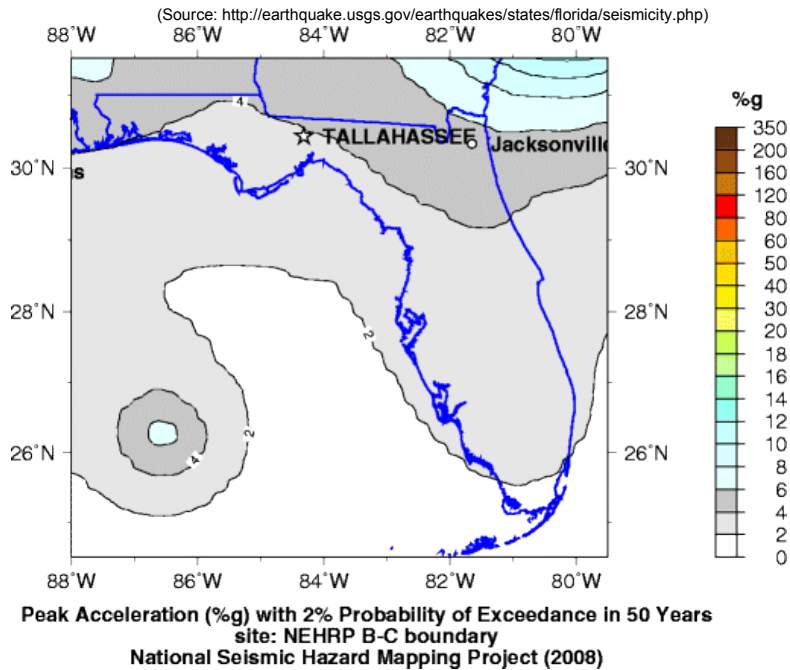 (Source: http://earthquake.usgs.gov/earthquakes/states/florida/seismicity.php)
88°W 86°W 84°W 82°W 80°W
%g
350
200
160
120
80
60
50
40
30
20
18
16
14
12
10
8
6
4
2
0
4
TALLAHASSEE
Jacksonville
30°N 30°N
s
28°N 28°N
2
26°N 26°N
2
4
88°W 86°W 84°W 82°W 80°W
Peak Acceleration (%g) with 2% Probability of Exceedance in 50 Years
site: NEHRP B-C boundary
National Seismic Hazard Mapping Project (2008)